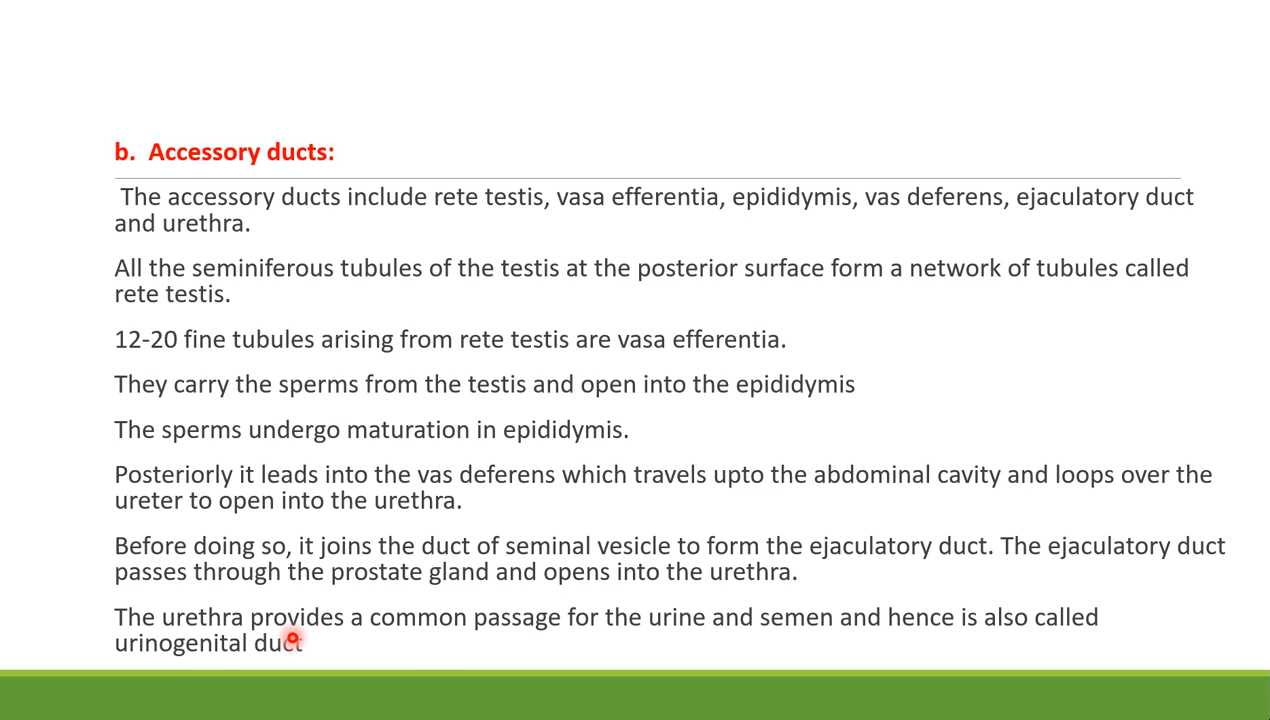 b. Accessory ducts:
The accessory ducts include rete testis, vasa efferentia, epididymis, vas deferens, ejaculatory duct
and urethra.
All the seminiferous tubules of the testis at the posterior surface form a network of tubules called
rete testis.
12-20 fine tubules arising from rete testis are vasa efferentia.
They carry the sperms from the testis and open into the epididymis
The sperms undergo maturation in epididymis.
Posteriorly it leads into the vas deferens which travels upto the abdominal cavity and loops over the
ureter to open into the urethra.
Before doing so, it joins the duct of seminal vesicle to form the ejaculatory duct. The ejaculatory duct
passes through the prostate gland and opens into the urethra.
The urethra provides a common passage for the urine and semen and hence is also called
urinogenital duct